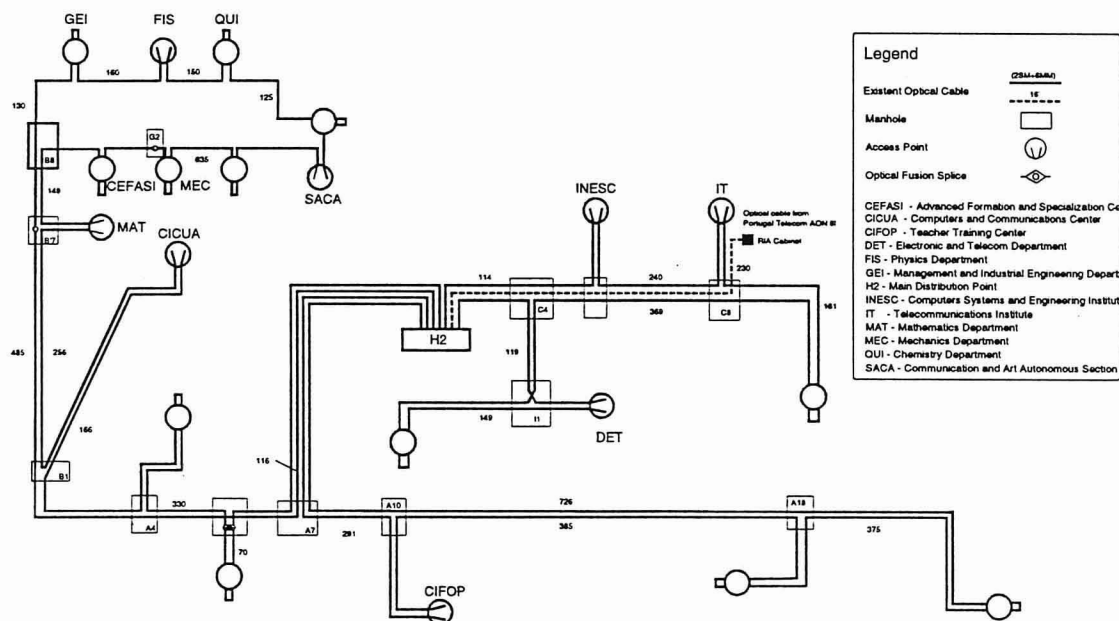 GEI
FIS
QUI
160
150
130
125
B8
G2
635
CEFASI
MEC
SACA
149
B7
MAT
CICUA
485
256
166
B1
A4
330
70
116
A7
291
H2
114
C4
INESC
240
369
IT
Optical cable from
Portugal Telecom
RIA Cabinet
230
C8
161
119
I1
149
DET
A10
CIFOP
726
385
A18
375
Legend
(2SM+6MM)
Existent Optical Cable
16
Manhole
Access Point
Optical Fusion Splice
CEFASI - Advanced Formation and Specialization Ce
CICUA - Computers and Communications Center
CIFOP - Teacher Training Center
DET - Electronic and Telecom Department
FIS - Physics Department
GEI - Management and Industrial Engineering Depart
H2 - Main Distribution Point
INESC - Computers Systems and Engineering Institut
IT - Telecommunications Institute
MAT - Mathematics Department
MEC - Mechanics Department
QUI - Chemistry Department
SACA - Communication and Art Autonomous Section